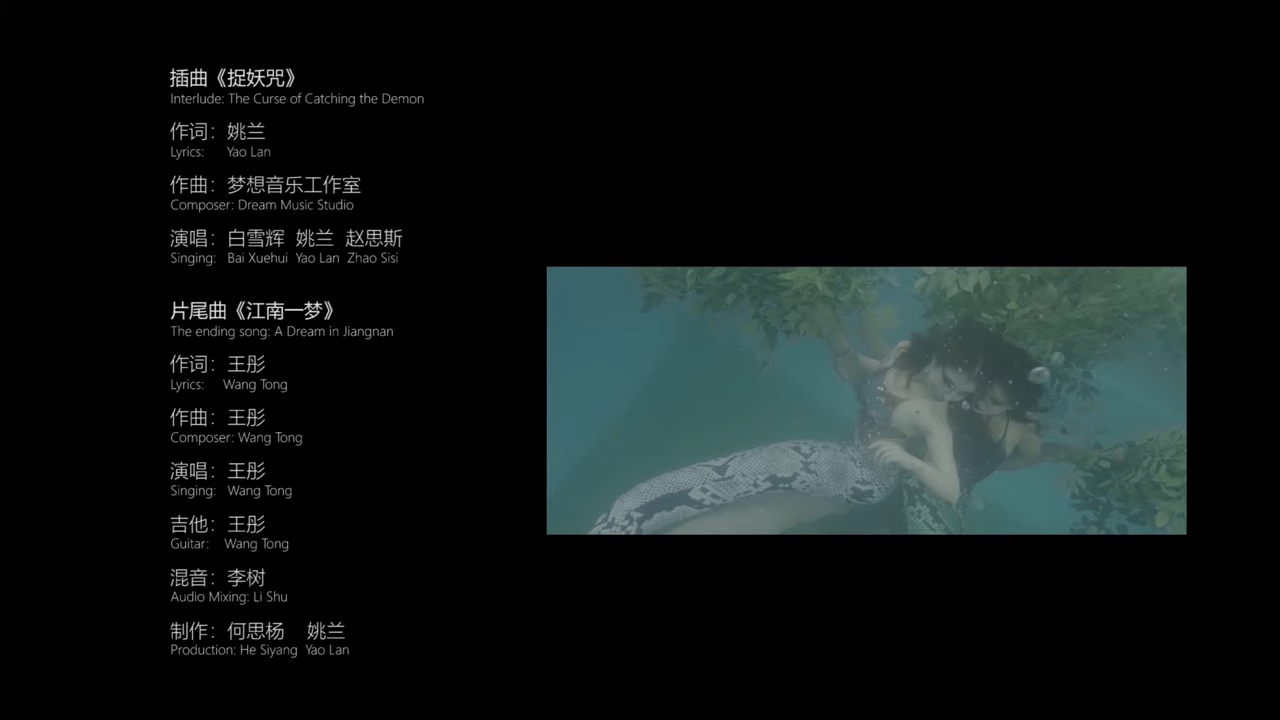 插曲《捉妖咒》
Interlude: The Curse of Catching the Demon
作词：姚兰
Lyrics: Yao Lan
作曲：梦想音乐工作室
Composer: Dream Music Studio
演唱：白雪辉 姚兰 赵思斯
Singing: Bai Xuehui Yao Lan Zhao Sisi
片尾曲《江南一梦》
The ending song: A Dream in Jiangnan
作词：王彤
Lyrics: Wang Tong
作曲：王彤
Composer: Wang Tong
演唱：王彤
Singing: Wang Tong
吉他：王彤
Guitar: Wang Tong
混音：李树
Audio Mixing: Li Shu
制作：何思杨 姚兰
Production: He Siyang Yao Lan